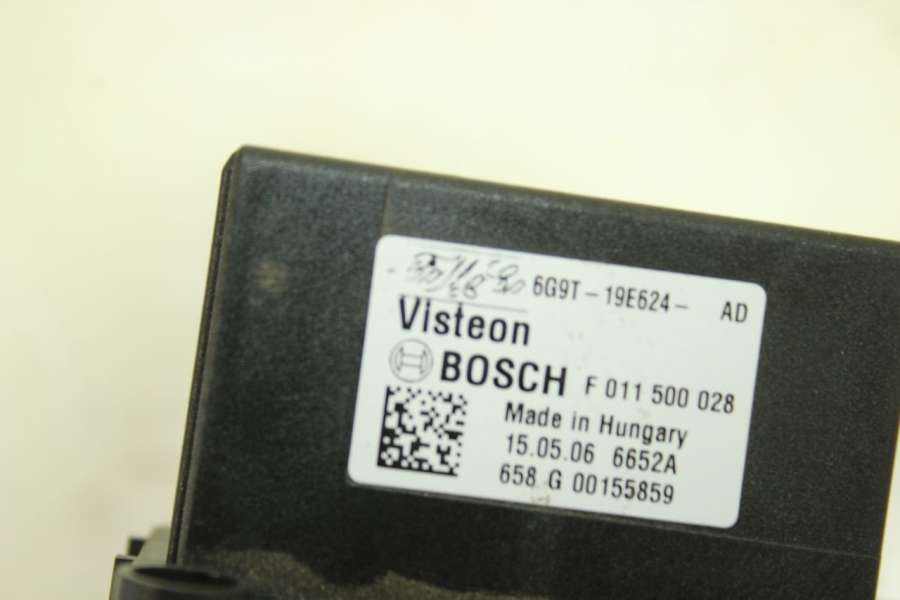 6G9T-19E624- AD
Visteon
BOSCH F 011 500 028
Made in Hungary
15.05.06 6652A
658 G 00155859